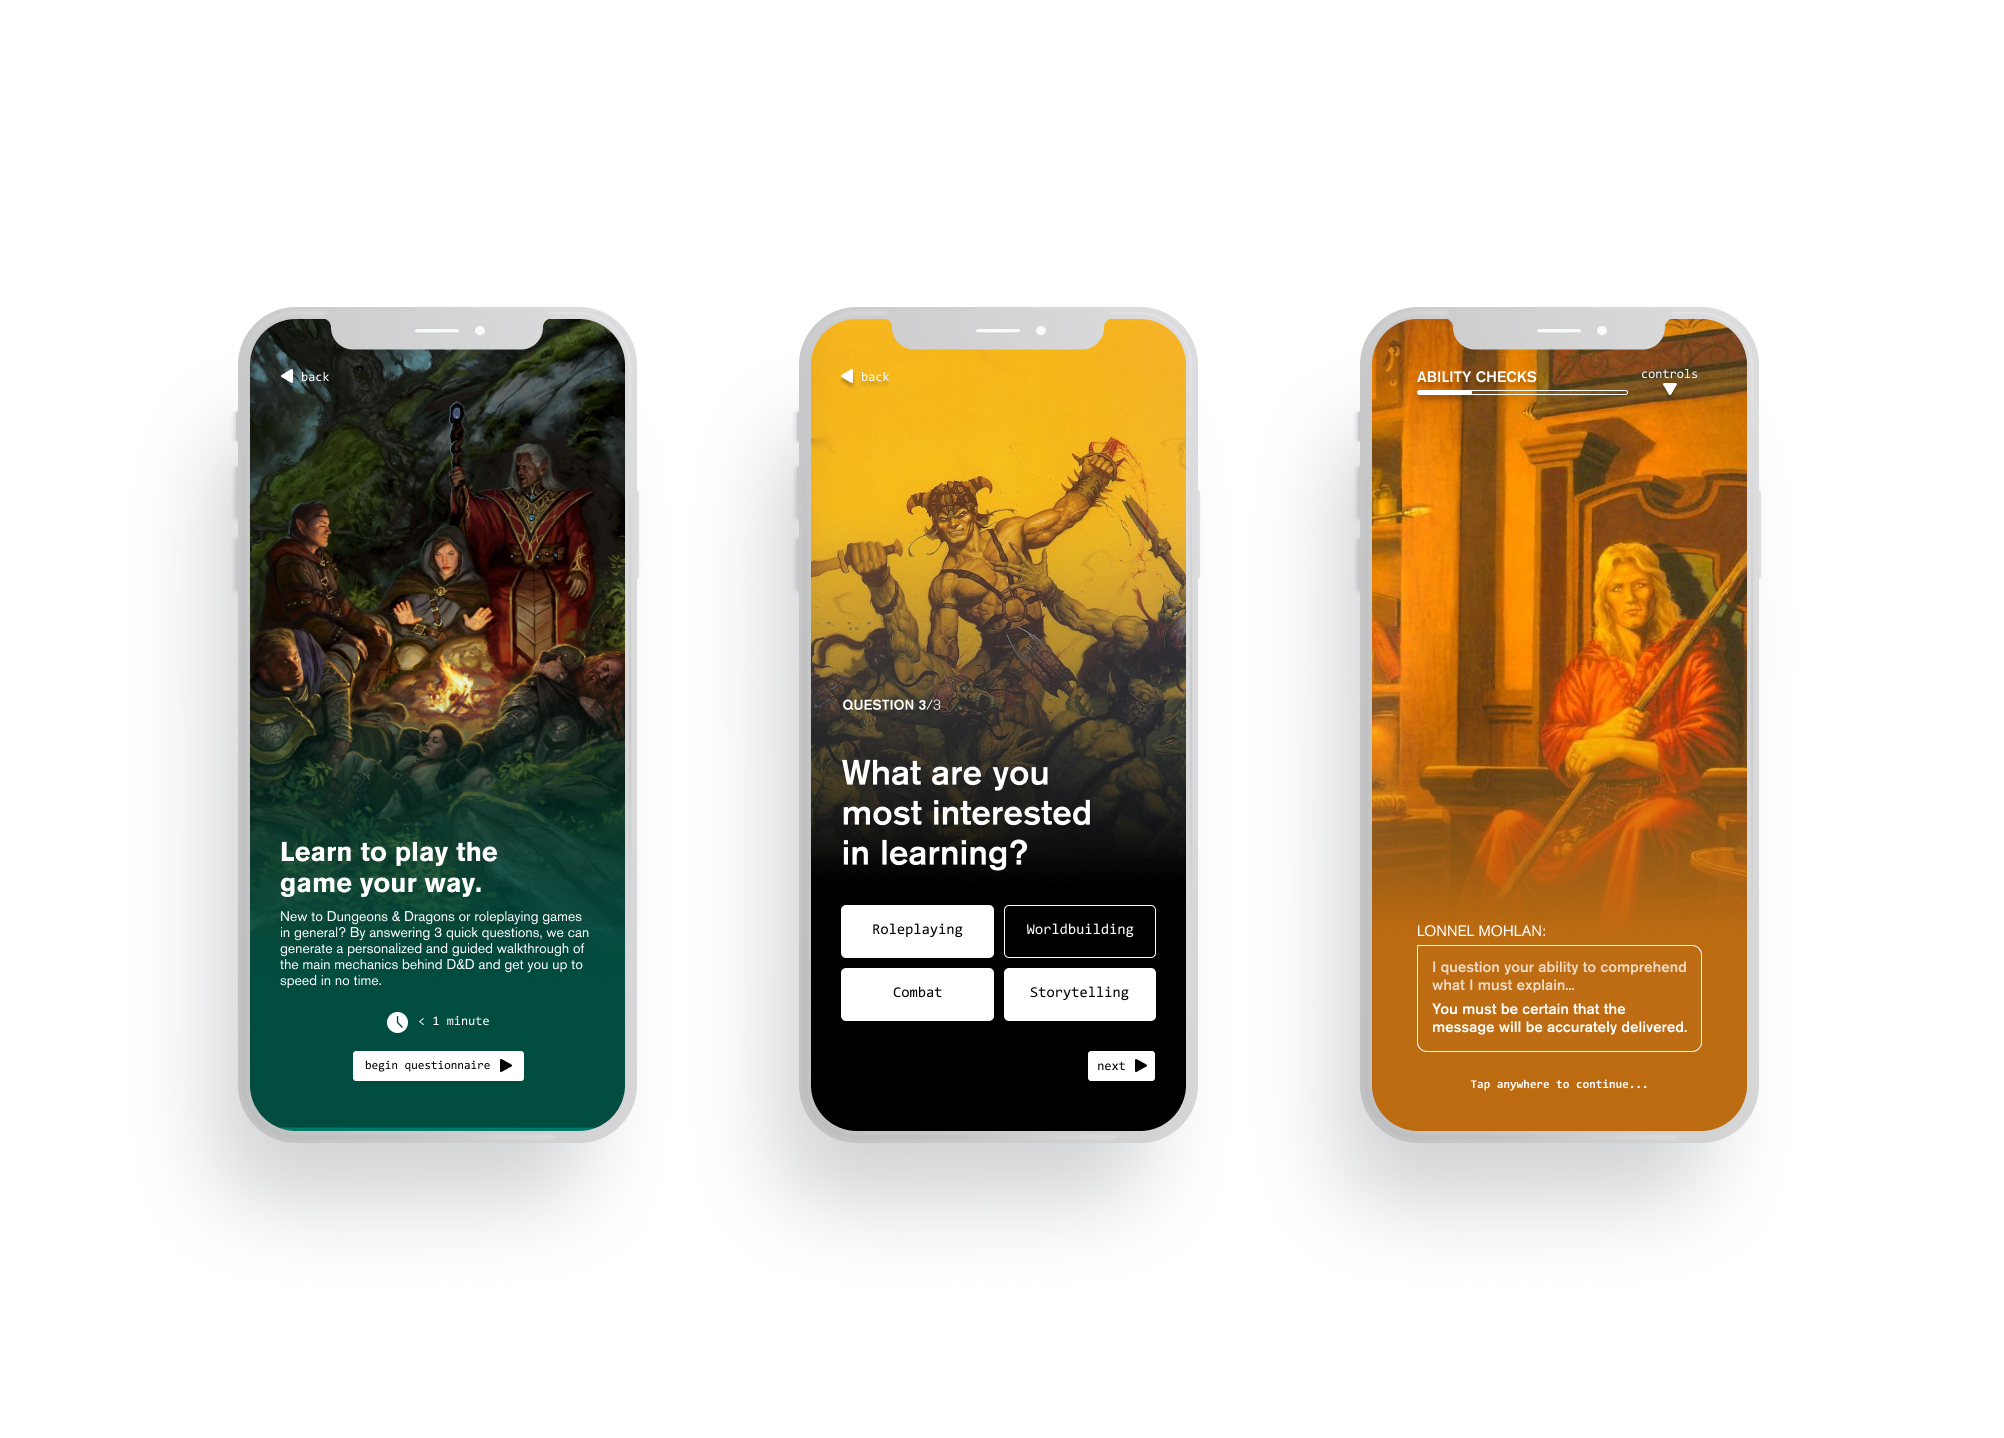 back
Learn to play the
game your way.
New to Dungeons & Dragons or roleplaying games
in general? By answering 3 quick questions, we can
generate a personalized and guided walkthrough of
the main mechanics behind D&D and get you up to
speed in no time.
< 1 minute
begin questionnaire
back
QUESTION 3/3
What are you
most interested
in learning?
Roleplaying
Worldbuilding
Combat
Storytelling
next
ABILITY CHECKS
controls
LONNEL MOHLAN:
I question your ability to comprehend
what I must explain...
You must be certain that the
message will be accurately delivered.
Tap anywhere to continue...